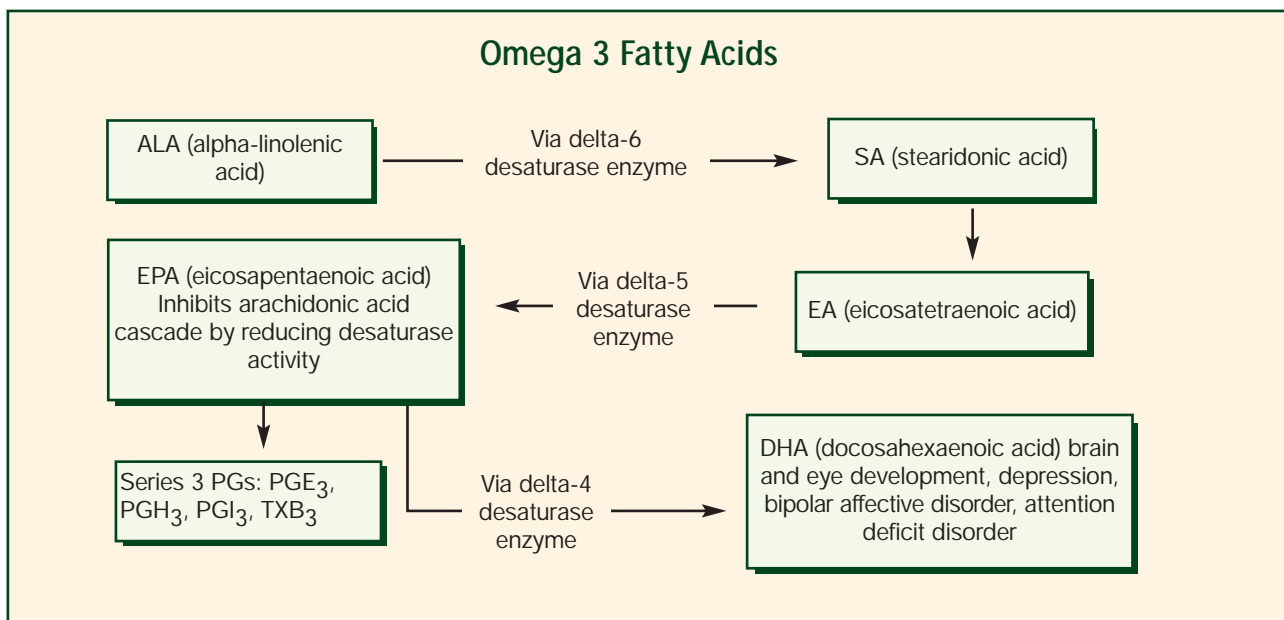 Omega 3 Fatty Acids
ALA (alpha-linolenic
acid)
Via delta-6
desaturase enzyme
SA (stearidonic acid)
EPA (eicosapentaenoic acid)
Inhibits arachidonic acid
cascade by reducing desaturase
activity
Via delta-5
desaturase
enzyme
EA (eicosatetraenoic acid)
Series 3 PGs: PGE3,
PGH3, PGI3, TXB3
Via delta-4
desaturase
enzyme
DHA (docosahexaenoic acid) brain
and eye development, depression,
bipolar affective disorder, attention
deficit disorder